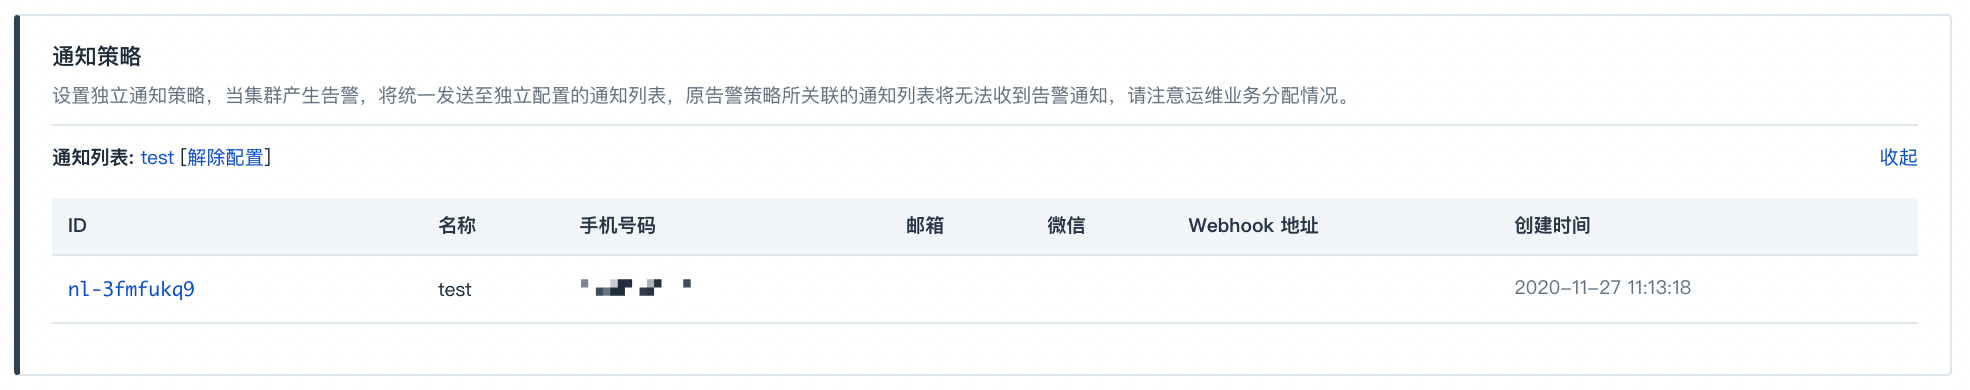 通知策略
设置独立通知策略，当集群产生告警，将统一发送至独立配置的通知列表，原告警策略所关联的通知列表将无法收到告警通知，请注意运维业务分配情况。
通知列表: test [解除配置] 收起
ID 名称 手机号码 邮箱 微信 Webhook 地址 创建时间
nl-3fmfukq9 test 2020-11-27 11:13:18